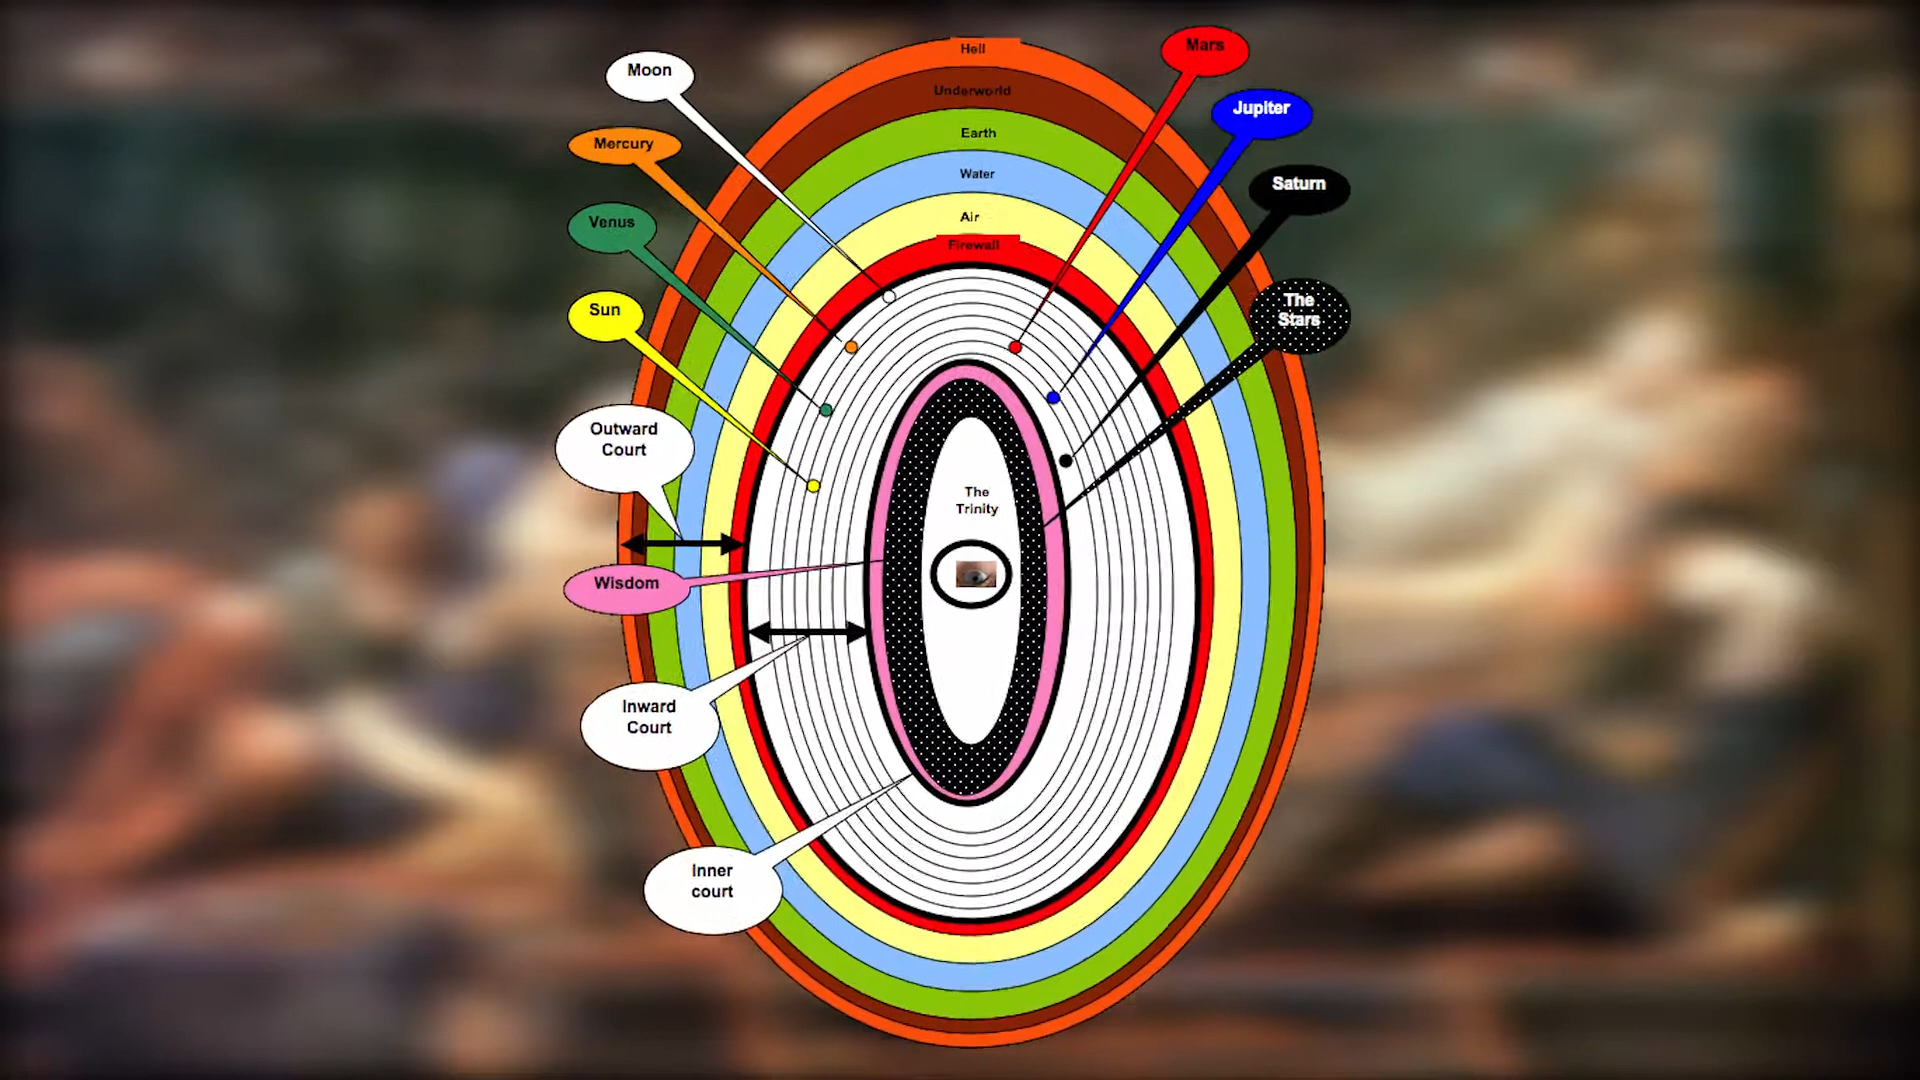 Hell
Underworld
Earth
Water
Air
Firewall
Moon
Mercury
Venus
Sun
Outward
Court
Wisdom
Inward
Court
Inner
court
Mars
Jupiter
Saturn
The
Stars
The
Trinity